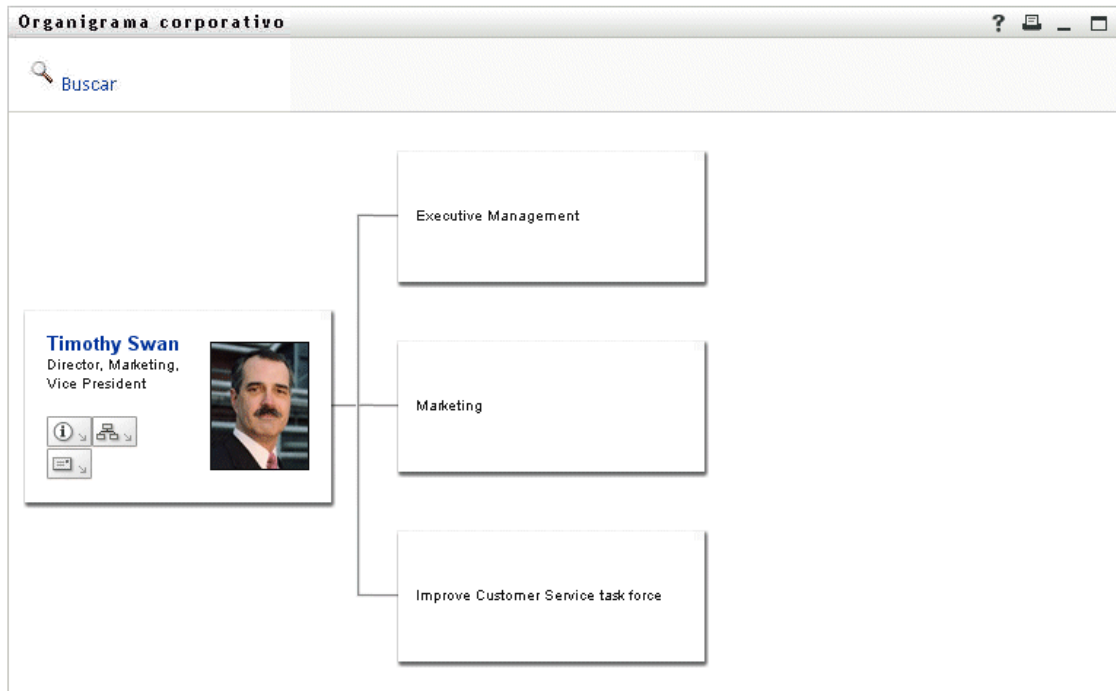 Organigrama corporativo
Buscar
Executive Management
Timothy Swan
Director, Marketing,
Vice President
Marketing
Improve Customer Service task force